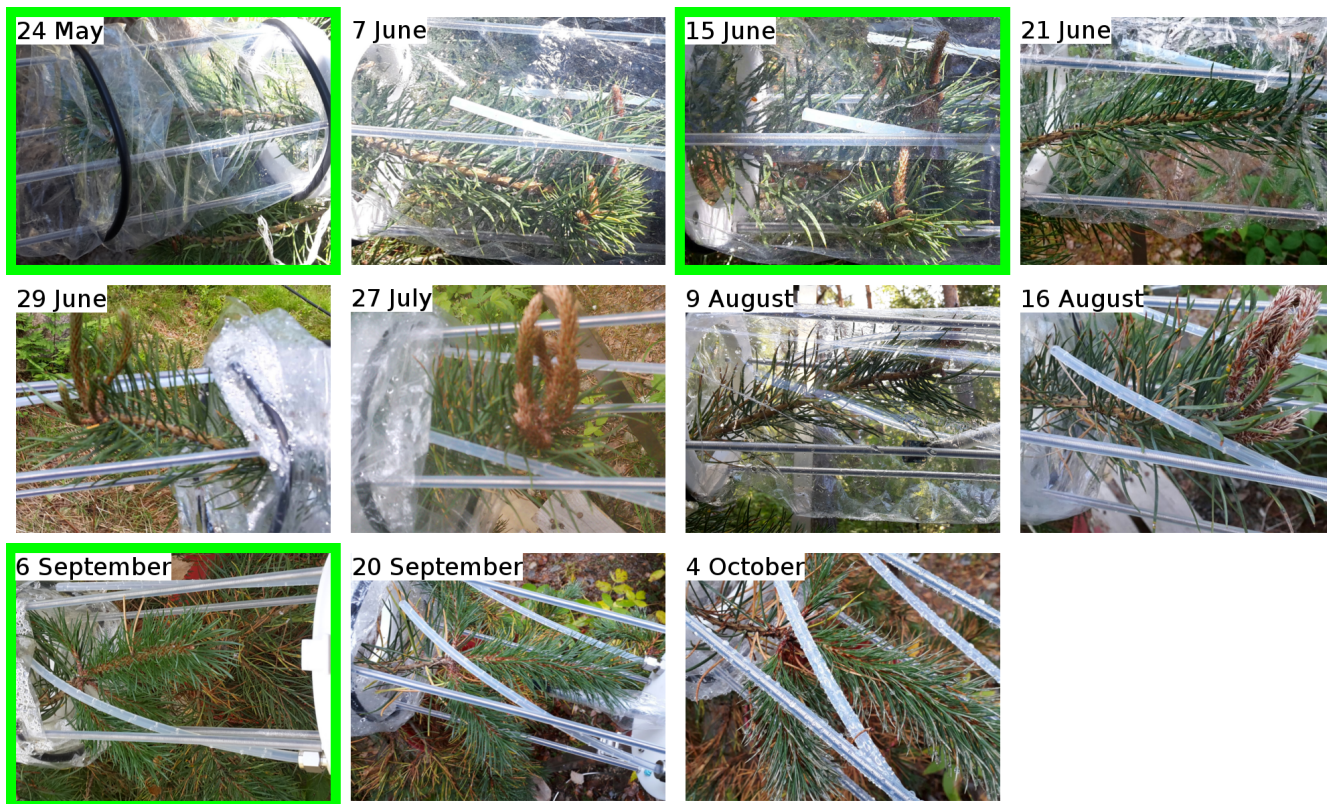 24 May
7 June
15 June
21 June
29 June
27 July
9 August
16 August
6 September
20 September
4 October